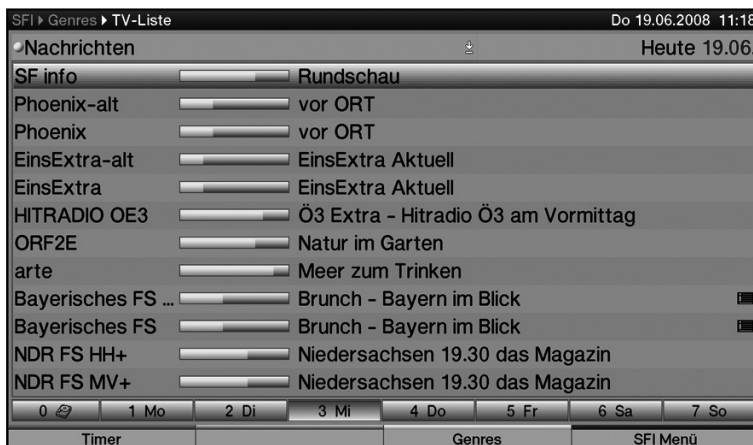 SFI Genres TV-Liste Do 19.06.2008 11:18
Nachrichten Heute 19.06.
SF info Rundschau
Phoenix-alt vor ORT
Phoenix vor ORT
EinsExtra-alt EinsExtra Aktuell
EinsExtra EinsExtra Aktuell
HITRADIO OE3 Ö3 Extra - Hitradio Ö3 am Vormittag
ORF2E Natur im Garten
arte Meer zum Trinken
Bayerisches FS ... Brunch - Bayern im Blick
Bayerisches FS Brunch - Bayern im Blick
NDR FS HH+ Niedersachsen 19.30 das Magazin
NDR FS MV+ Niedersachsen 19.30 das Magazin
0 1 Mo 2 Di 3 Mi 4 Do 5 Fr 6 Sa 7 So
Timer Genres SFI Menü